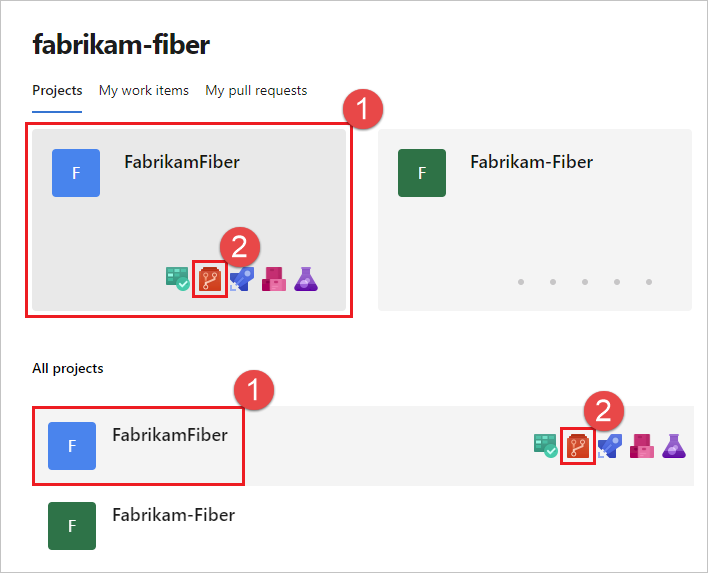 fabrikam-fiber
Projects My work items My pull requests
1
F FabrikamFiber
F Fabrikam-Fiber
2
All projects
1
F FabrikamFiber
2
F Fabrikam-Fiber